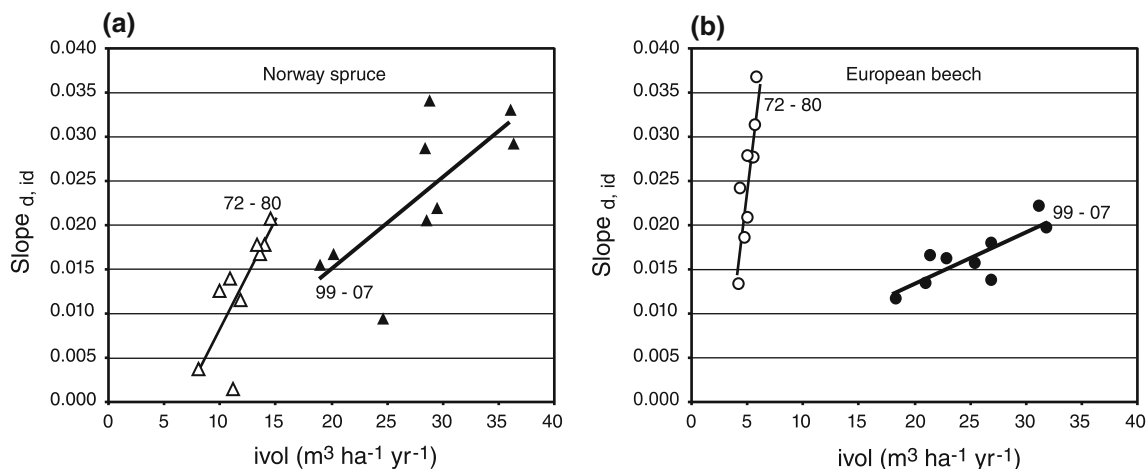 (a)
Norway spruce
0.040
0.035
0.030
0.025
0.020
0.015
0.010
0.005
0.000
Slope d, id
72 - 80
99 - 07
0 5 10 15 20 25 30 35 40
ivol (m³ ha⁻¹ yr⁻¹)
(b)
European beech
0.040
0.035
0.030
0.025
0.020
0.015
0.010
0.005
0.000
Slope d, id
72 - 80
99 - 07
0 5 10 15 20 25 30 35 40
ivol (m³ ha⁻¹ yr⁻¹)